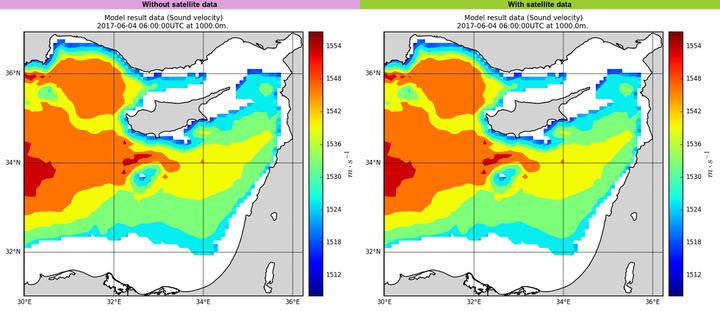 Without satellite data
Model result data (Sound velocity)
2017-06-04 06:00:00UTC at 1000.0m.
36°N
34°N
32°N
30°E
32°E
34°E
36°E
1554
1548
1542
1536
1530
1524
1518
1512
m · s⁻¹
With satellite data
Model result data (Sound velocity)
2017-06-04 06:00:00UTC at 1000.0m.
36°N
34°N
32°N
30°E
32°E
34°E
36°E
1554
1548
1542
1536
1530
1524
1518
1512
m · s⁻¹